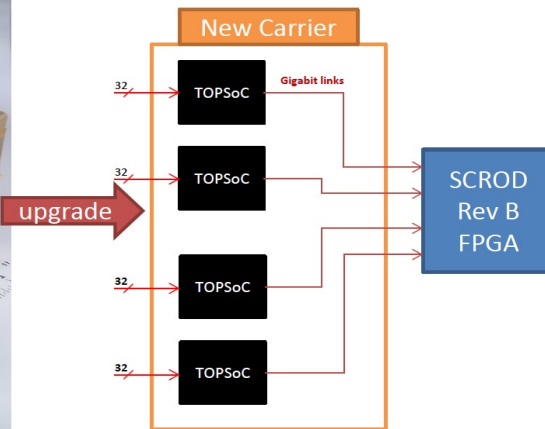 New Carrier
32
TOPSoC
Gigabit links
32
TOPSoC
upgrade
SCROD
Rev B
FPGA
32
TOPSoC
32
TOPSoC